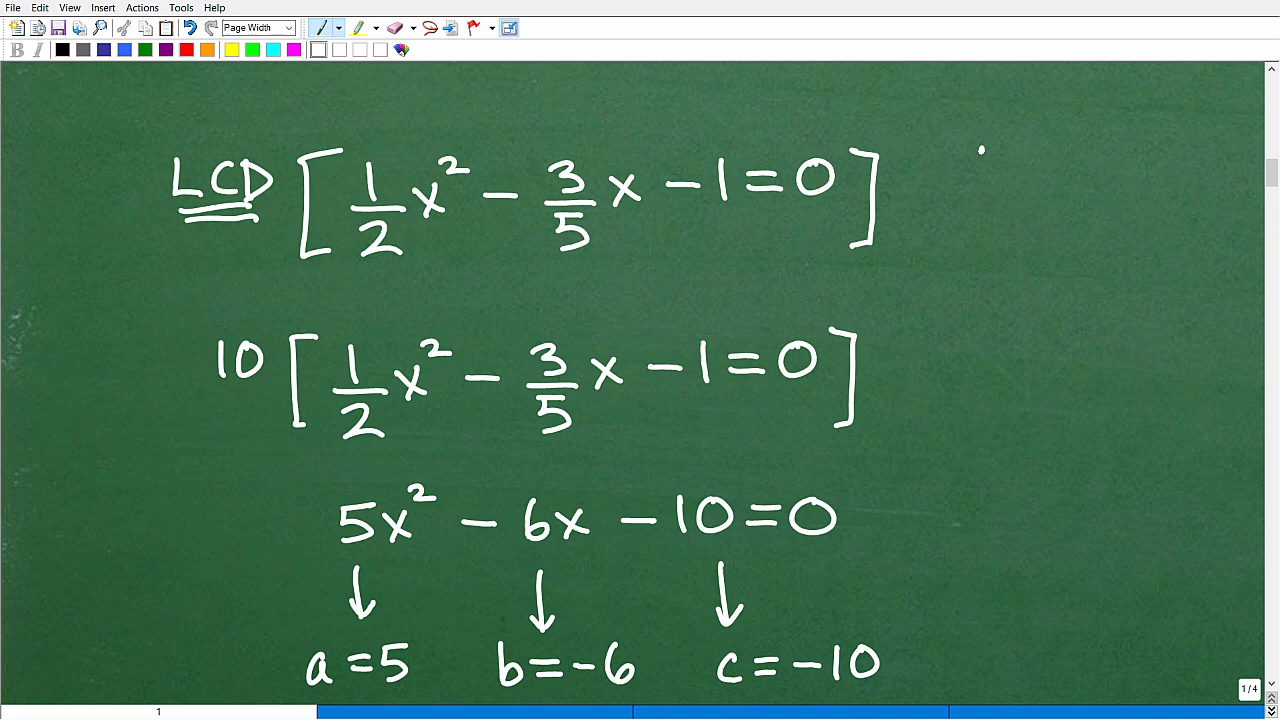 File Edit View Insert Actions Tools Help
Page Width
B I
LCD [ 1/2 x² - 3/5 x - 1 = 0 ]
10 [ 1/2 x² - 3/5 x - 1 = 0 ]
5x² - 6x - 10 = 0
a = 5 b = -6 c = -10
1/4
1